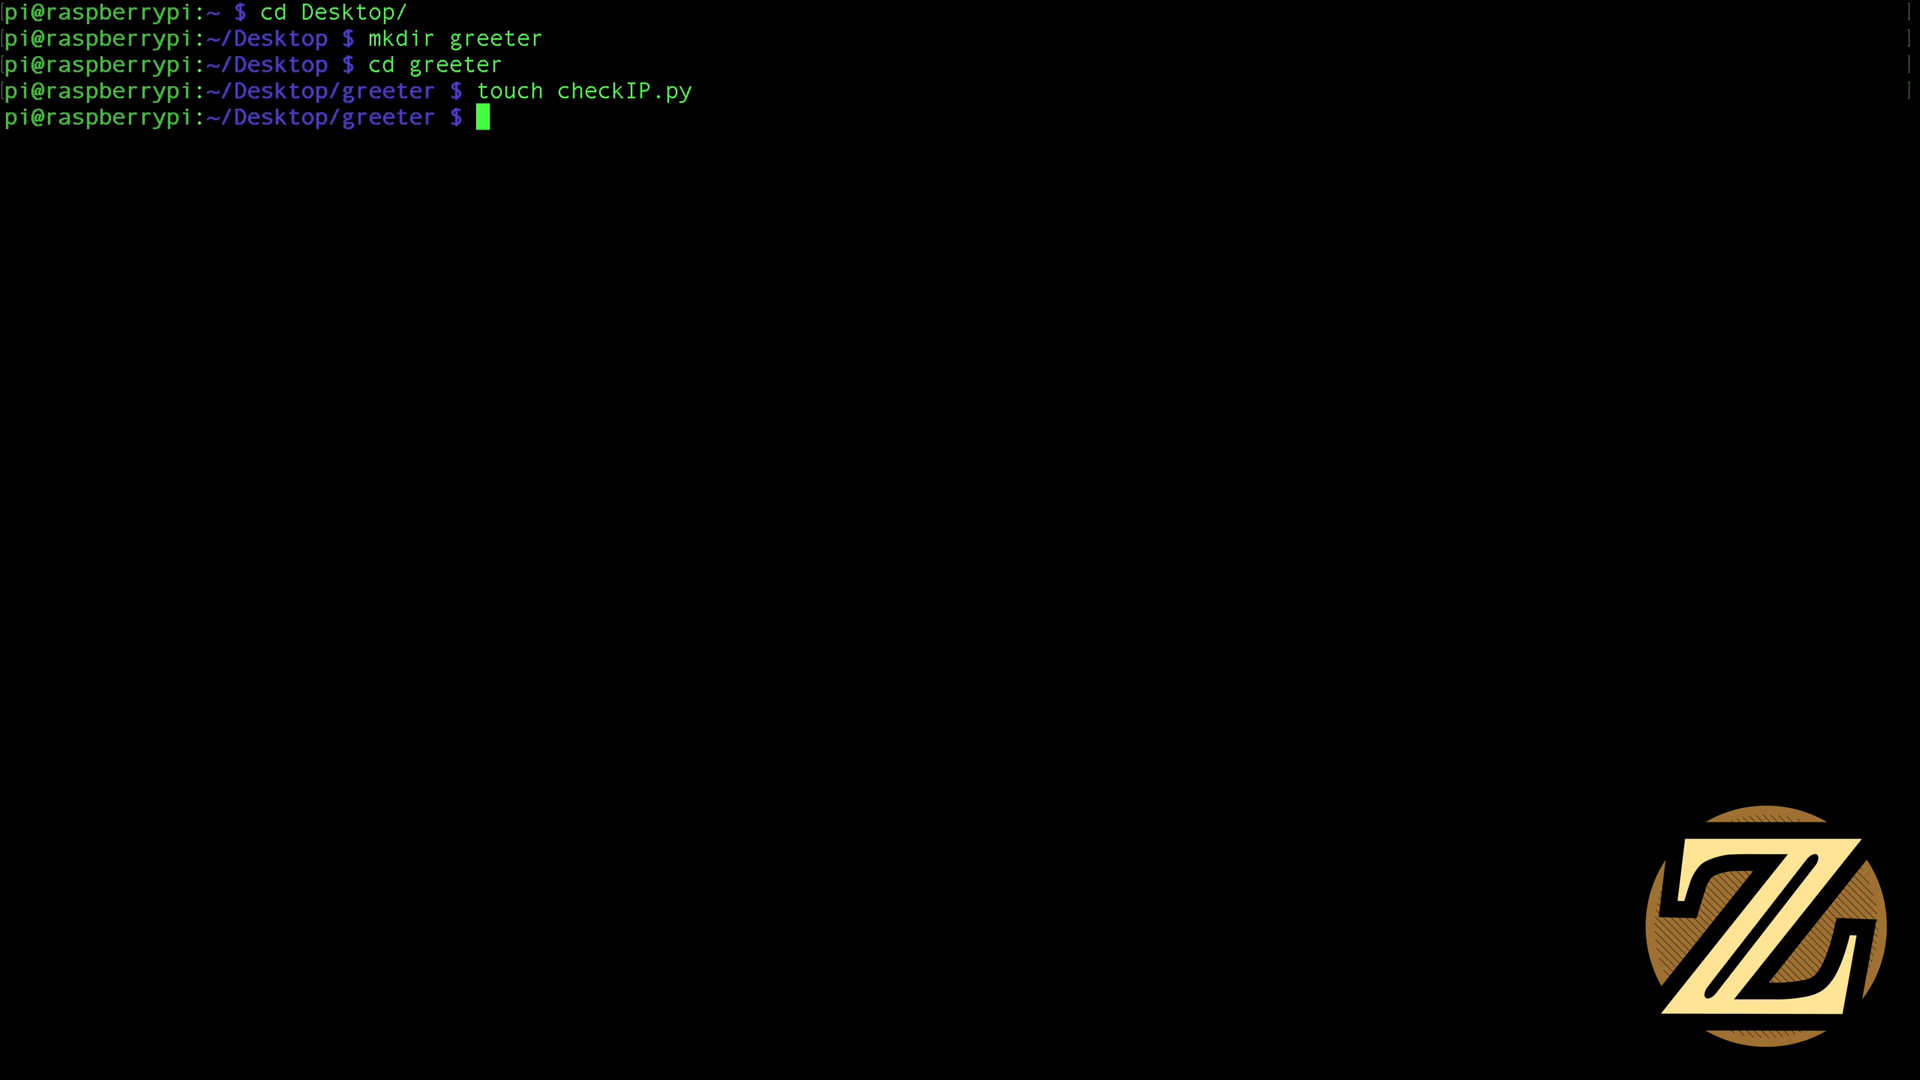 pi@raspberrypi:~ $ cd Desktop/
pi@raspberrypi:~/Desktop $ mkdir greeter
pi@raspberrypi:~/Desktop $ cd greeter
pi@raspberrypi:~/Desktop/greeter $ touch checkIP.py
pi@raspberrypi:~/Desktop/greeter $
Z